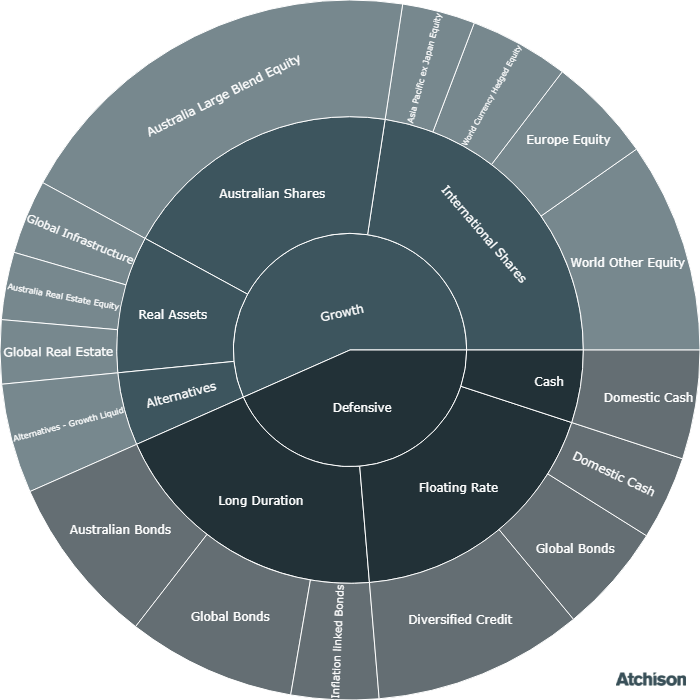 Australia Large Blend Equity
Asia Pacific ex Japan Equity
World Currency Hedged Equity
Europe Equity
World Other Equity
Australian Shares
International Shares
Global Infrastructure
Australia Real Estate Equity
Global Real Estate
Alternatives - Growth Liquid
Real Assets
Alternatives
Growth
Defensive
Cash
Domestic Cash
Floating Rate
Domestic Cash
Global Bonds
Diversified Credit
Long Duration
Australian Bonds
Global Bonds
Inflation linked Bonds
Atchison